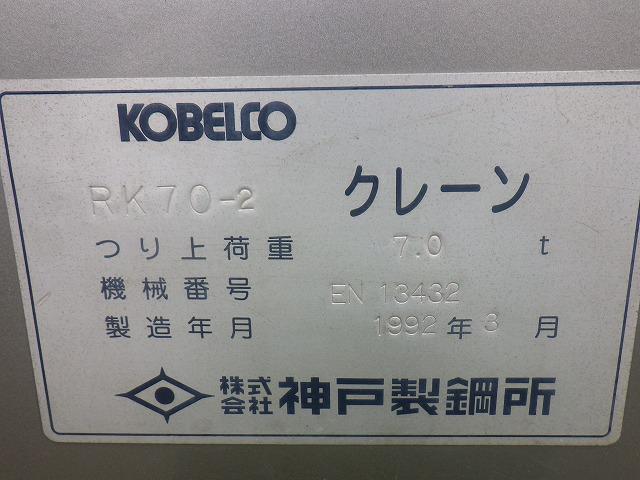 KOBELCO
RK70-2 クレーン
つり上荷重 7.0 t
機械番号 EN 13432
製造年月 1992年3月
株式会社 神戸製鋼所